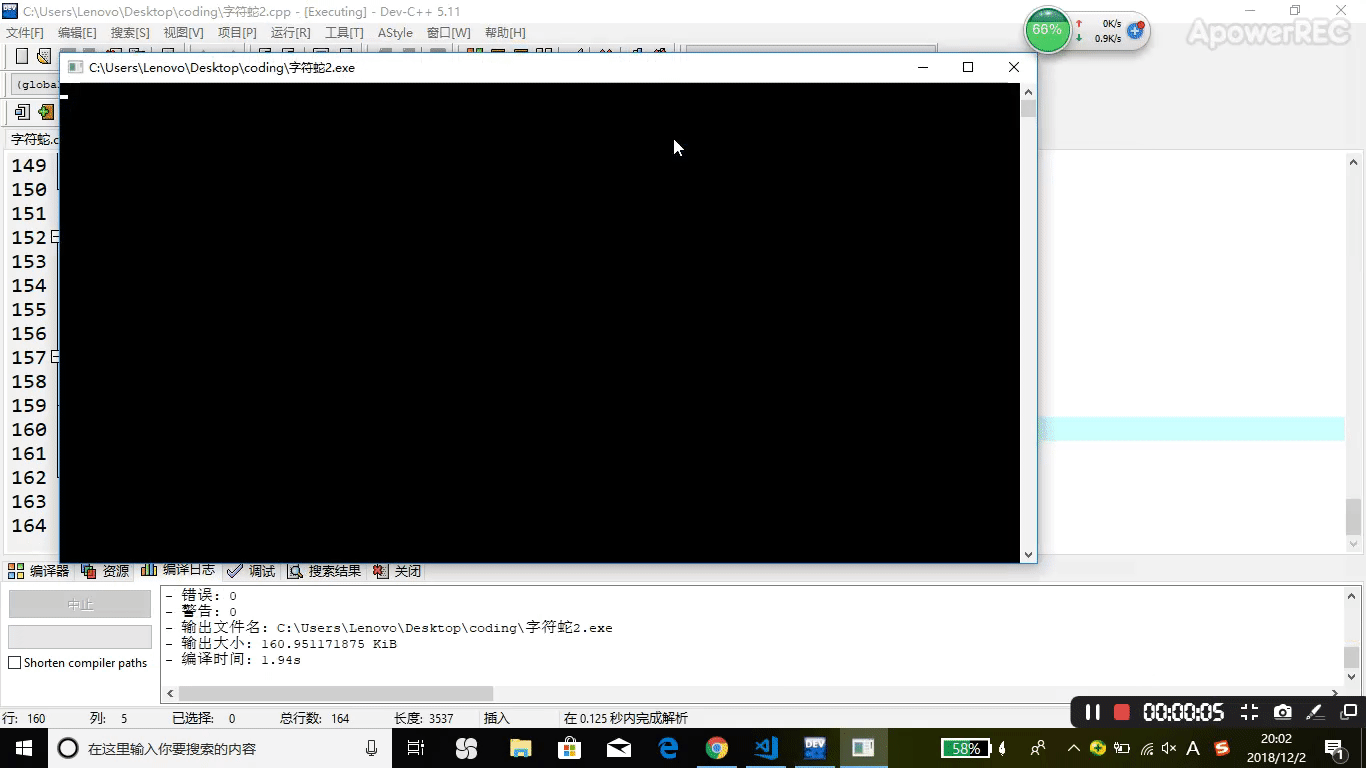 C:\Users\Lenovo\Desktop\coding\字符蛇2.cpp - [Executing] - Dev-C++ 5.11
文件[F] 编辑[E] 搜索[S] 视图[V] 项目[P] 运行[R] 工具[T] AStyle 窗口[W] 帮助[H]
66%
0K/s
0.9K/s
ApowerREC
C:\Users\Lenovo\Desktop\coding\字符蛇2.exe
(globa
字符蛇.c
149
150
151
152
153
154
155
156
157
158
159
160
161
162
163
164
编译器 资源 编译日志 调试 搜索结果 关闭
中止
Shorten compiler paths
- 错误: 0
- 警告: 0
- 输出文件名: C:\Users\Lenovo\Desktop\coding\字符蛇2.exe
- 输出大小: 160.951171875 KiB
- 编译时间: 1.94s
行: 160 列: 5 已选择: 0 总行数: 164 长度: 3537 插入 在 0.125 秒内完成解析
00:00:05
在这里输入你要搜索的内容
DEV
58%
A
S
20:02
2018/12/2
1